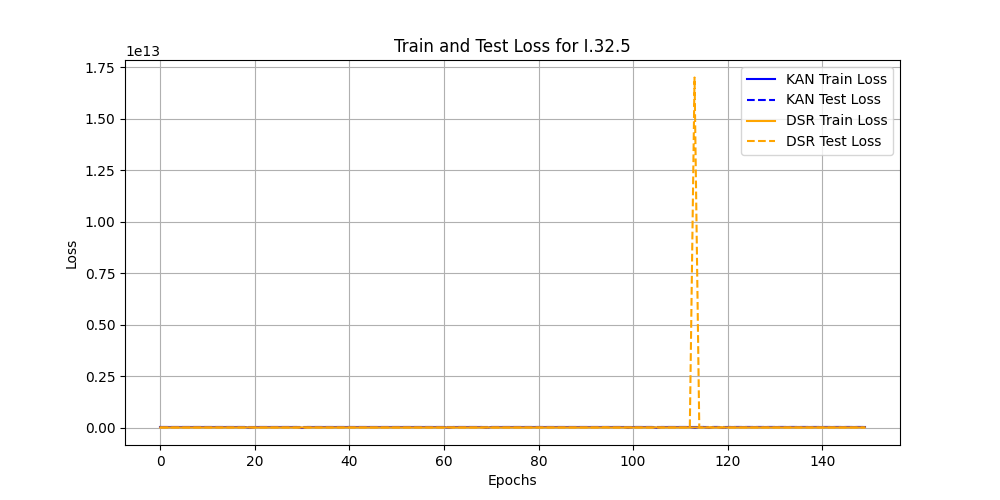 Train and Test Loss for I.32.5
1e13
1.75
1.50
1.25
1.00
0.75
0.50
0.25
0.00
Loss
KAN Train Loss
KAN Test Loss
DSR Train Loss
DSR Test Loss
0 20 40 60 80 100 120 140
Epochs